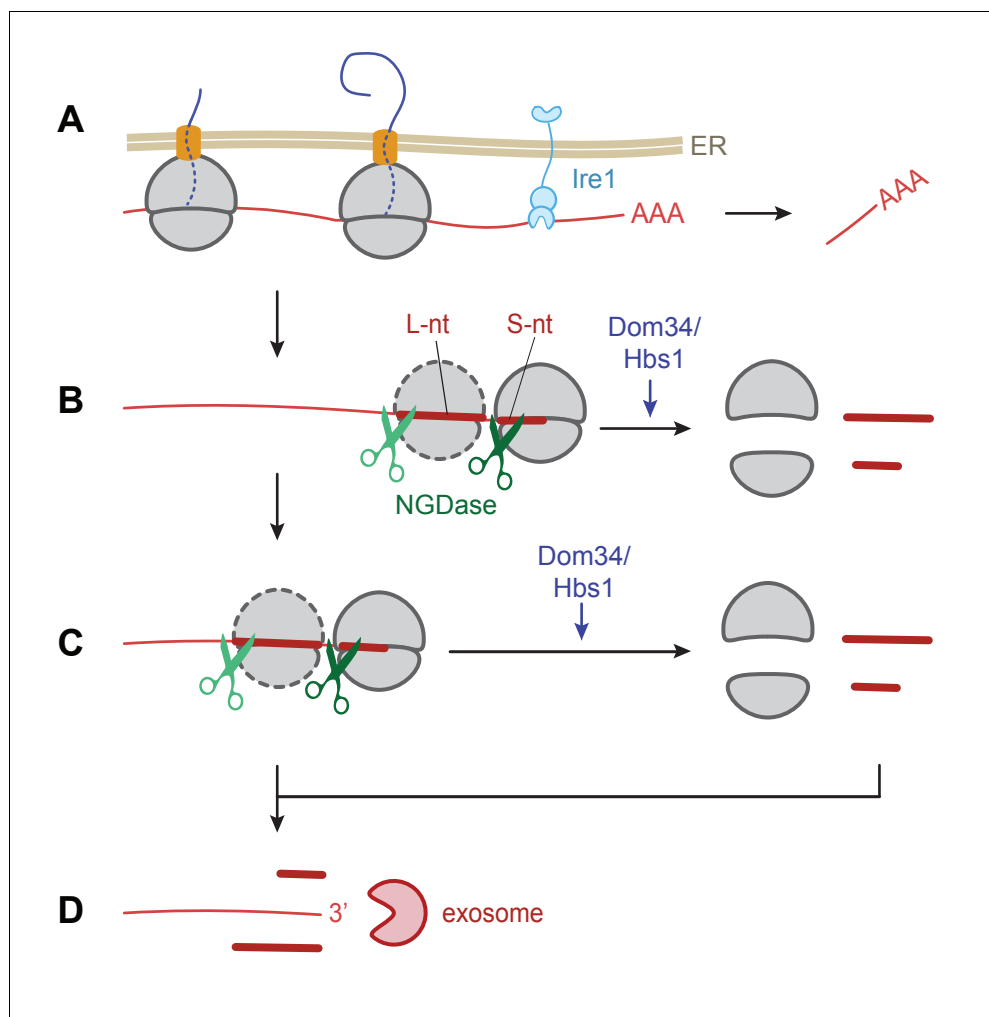 A
ER
Ire1
AAA
AAA
L-nt
S-nt
Dom34/
Hbs1
B
NGDase
Dom34/
Hbs1
C
D
3’
exosome